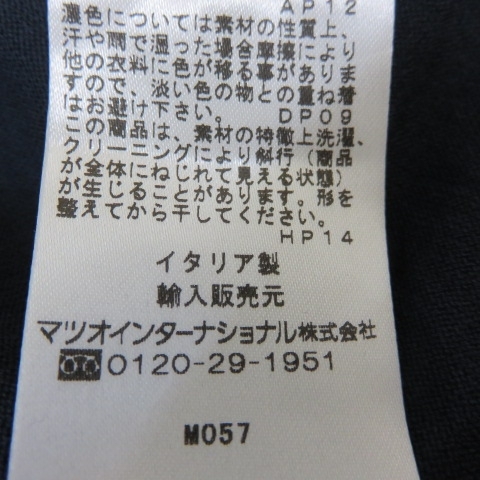 AP12
濃色については素材の性質上、
汗や雨、湿った場合摩擦により
他の衣料に色が移る事がありま
すので、淡い色の物との重ね着
はお避け下さい。 DP09
この商品は、素材の特徴上洗濯、
クリーニングにより斜行（商品
が全体にねじれて見える状態）
が生じることがあります。形を
整えてから干してください。
HP14
イタリア製
輸入販売元
マツオインターナショナル株式会社
0120-29-1951
M057